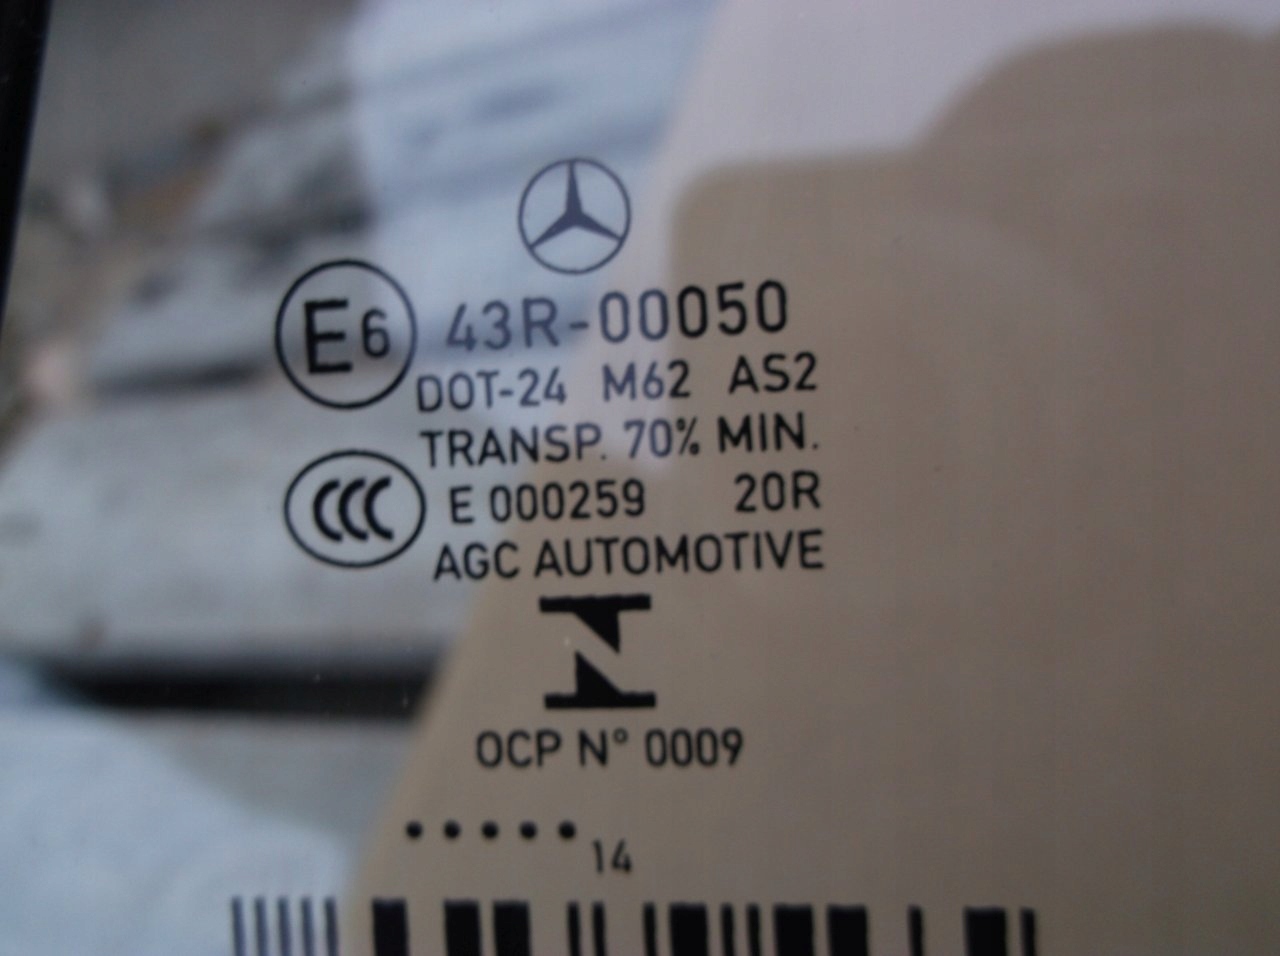 E6 43R-00050
DOT-24 M62 AS2
TRANSP. 70% MIN.
CCC E 000259 20R
AGC AUTOMOTIVE
OCP N° 0009
..... 14